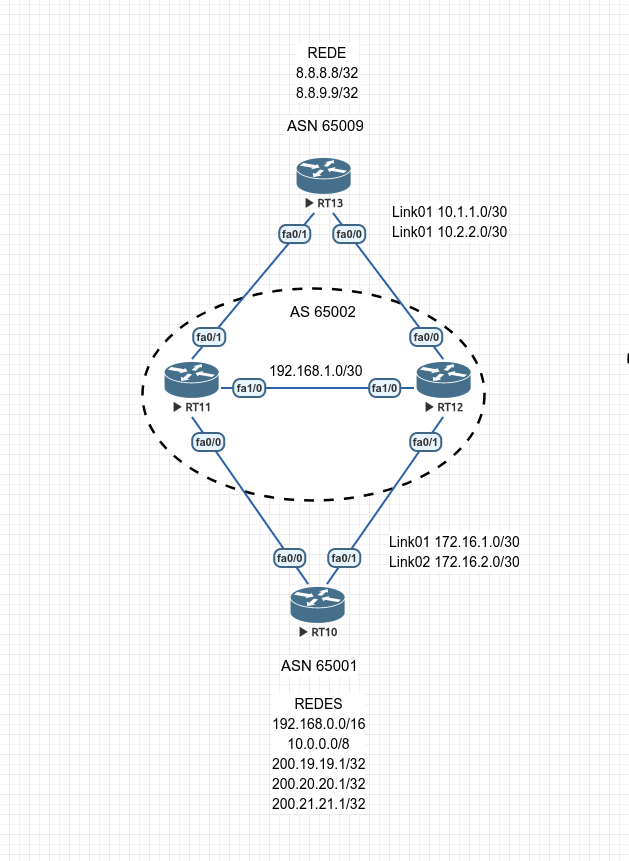 REDE
8.8.8.8/32
8.8.9.9/32
ASN 65009
RT13
fa0/1
fa0/0
Link01 10.1.1.0/30
Link01 10.2.2.0/30
AS 65002
fa0/1
fa0/0
192.168.1.0/30
fa1/0
fa1/0
RT11
RT12
fa0/0
fa0/1
Link01 172.16.1.0/30
Link02 172.16.2.0/30
fa0/0
fa0/1
RT10
ASN 65001
REDES
192.168.0.0/16
10.0.0.0/8
200.19.19.1/32
200.20.20.1/32
200.21.21.1/32